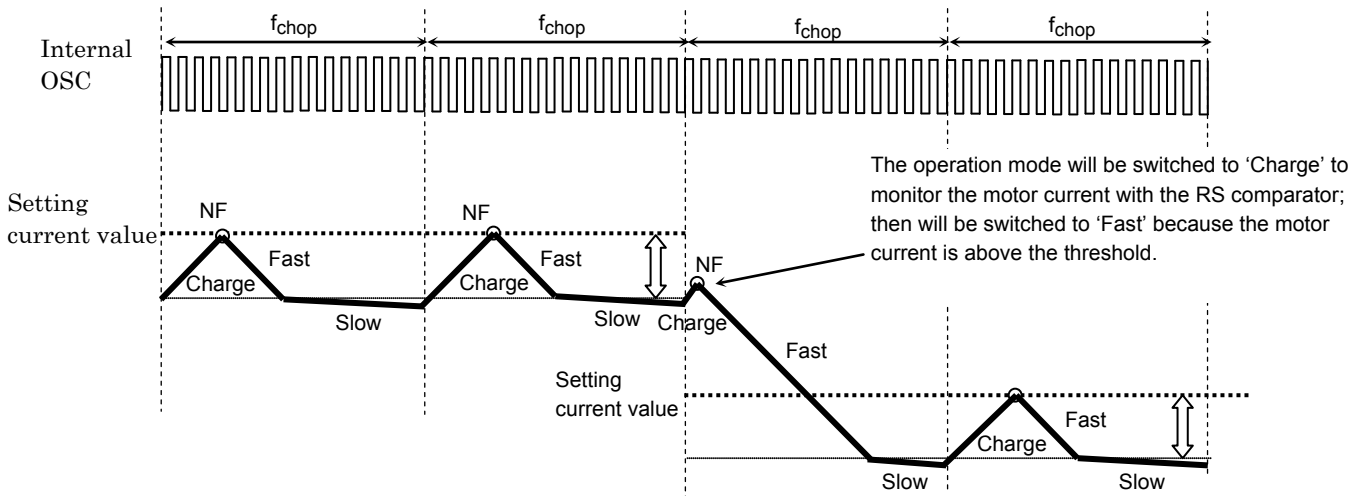 fchop
fchop
fchop
fchop
Internal
OSC
The operation mode will be switched to ‘Charge’ to
monitor the motor current with the RS comparator;
then will be switched to ‘Fast’ because the motor
current is above the threshold.
Setting
current value
NF
NF
NF
Fast
Fast
Charge
Charge
Slow
Slow
Charge
Fast
Setting
current value
Fast
Charge
Slow
Slow